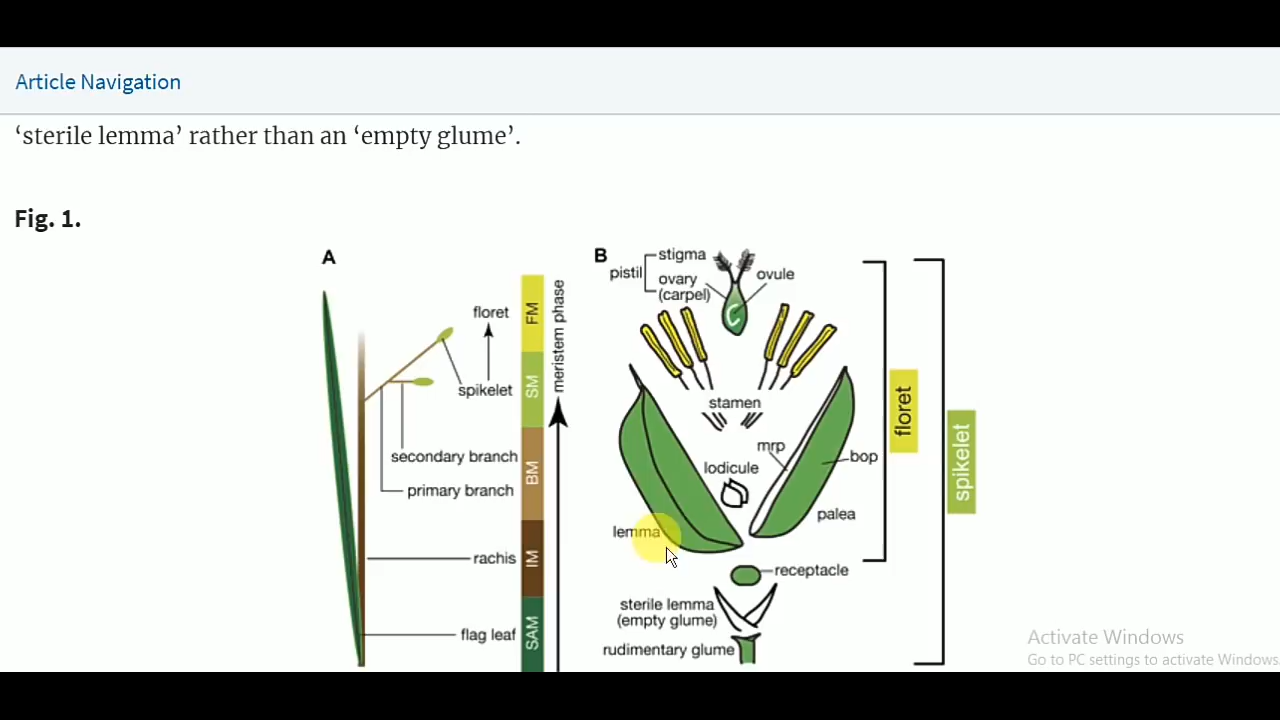 Article Navigation
‘sterile lemma’ rather than an ‘empty glume’.
Fig. 1.
A
floret
spikelet
secondary branch
primary branch
rachis
flag leaf
FM
SM
BM
IM
SAM
meristem phase
B
stigma
pistil
ovary
(carpel)
ovule
stamen
mrp
lodicule
bop
palea
lemma
receptacle
sterile lemma
(empty glume)
rudimentary glume
floret
spikelet
Activate Windows
Go to PC settings to activate Windows.